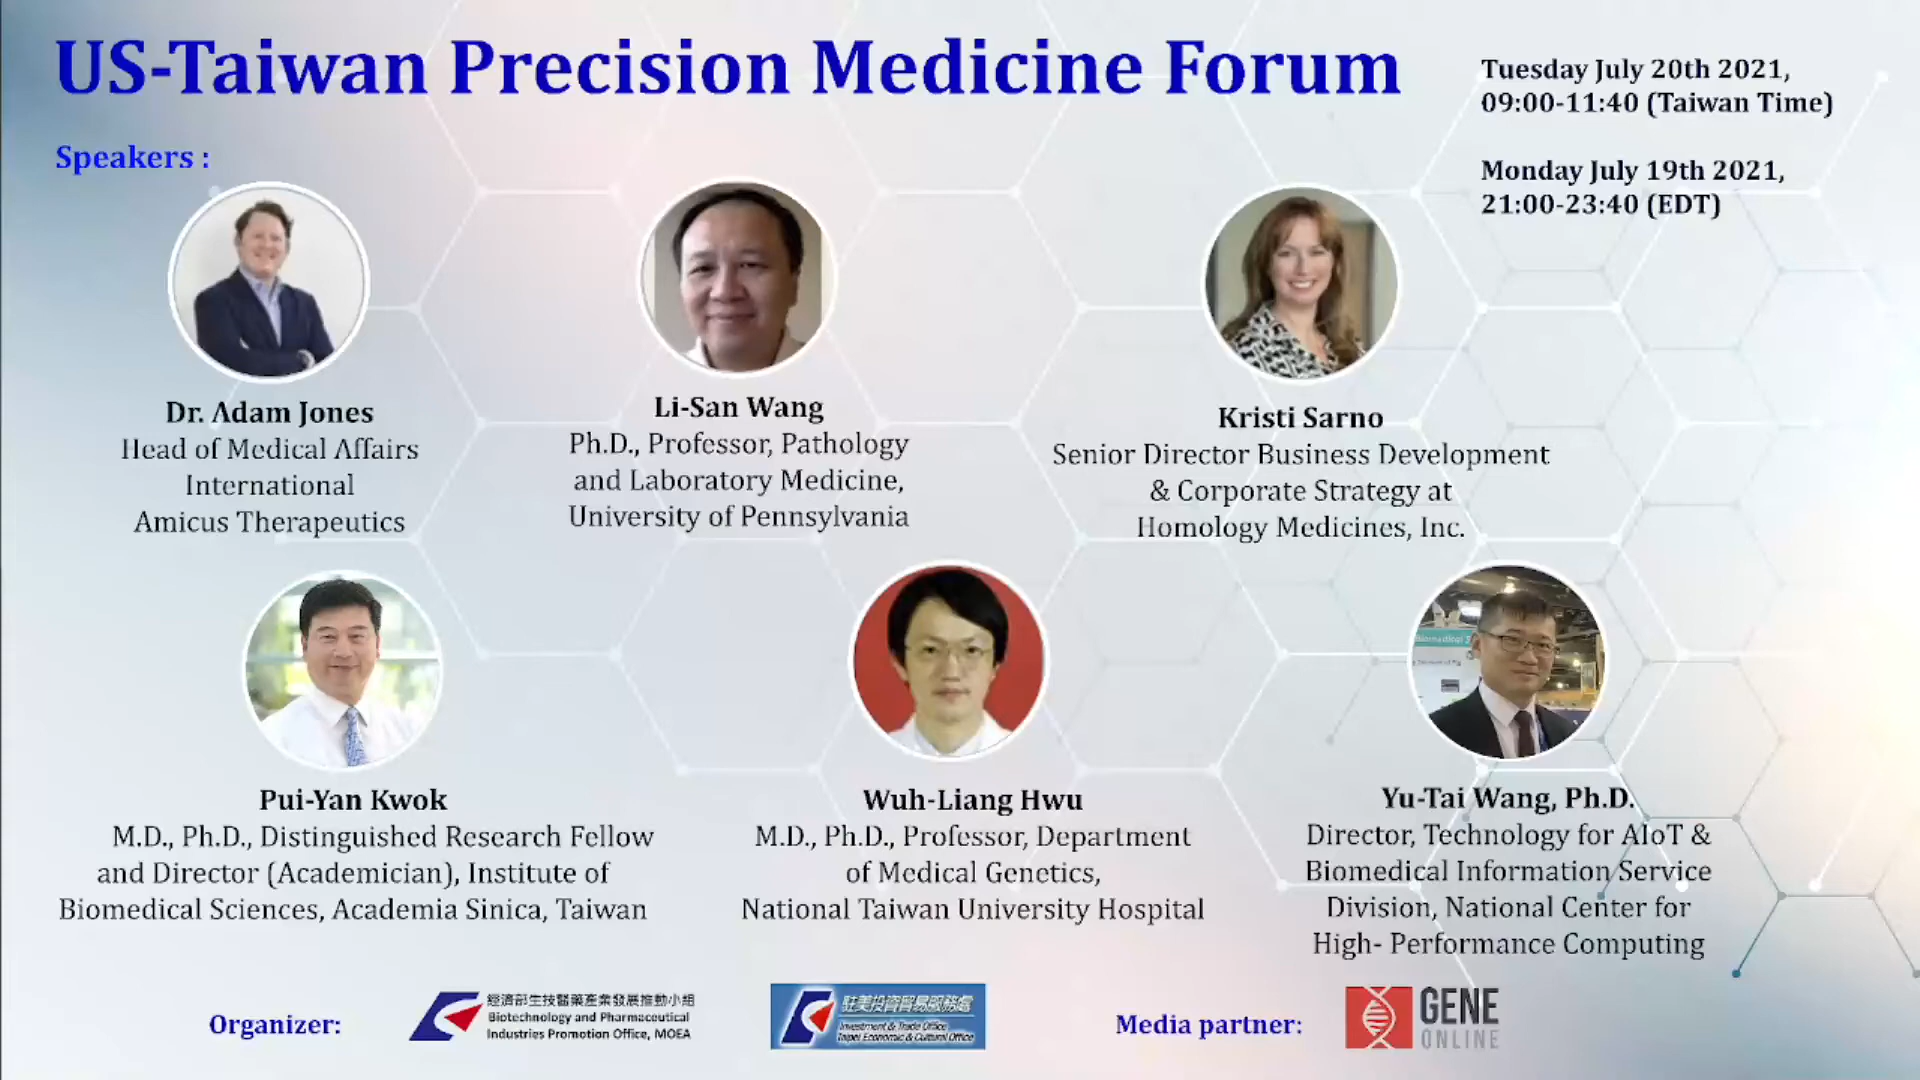 US-Taiwan Precision Medicine Forum
Tuesday July 20th 2021,
09:00-11:40 (Taiwan Time)
Monday July 19th 2021,
21:00-23:40 (EDT)
Speakers :
Dr. Adam Jones
Head of Medical Affairs
International
Amicus Therapeutics
Li-San Wang
Ph.D., Professor, Pathology
and Laboratory Medicine,
University of Pennsylvania
Kristi Sarno
Senior Director Business Development
& Corporate Strategy at
Homology Medicines, Inc.
Pui-Yan Kwok
M.D., Ph.D., Distinguished Research Fellow
and Director (Academician), Institute of
Biomedical Sciences, Academia Sinica, Taiwan
Wuh-Liang Hwu
M.D., Ph.D., Professor, Department
of Medical Genetics,
National Taiwan University Hospital
Biomedical
Yu-Tai Wang, Ph.D.
Director, Technology for AIoT &
Biomedical Information Service
Division, National Center for
High- Performance Computing
Organizer:
經濟部生技醫藥產業發展推動小組
Biotechnology and Pharmaceutical
Industries Promotion Office, MOEA
駐美投資貿易服務處
Investment & Trade Office
Taipei Economic & Cultural Office
Media partner:
GENE
ONLINE